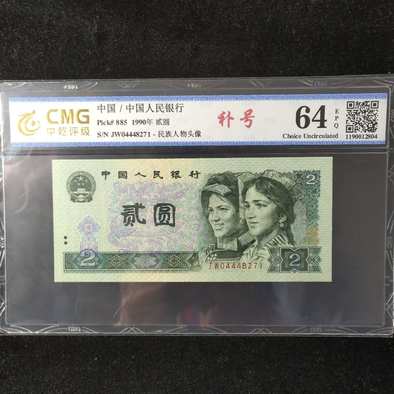 CMG
中乾评级
中国 / 中国人民银行
Pick# 885 1990年 贰圆
S/N JW04448271 - 民族人物头像
补号
64
EPQ
Choice Uncirculated
1190012804
中国人民银行
2
贰圆
JW04448271
2
2